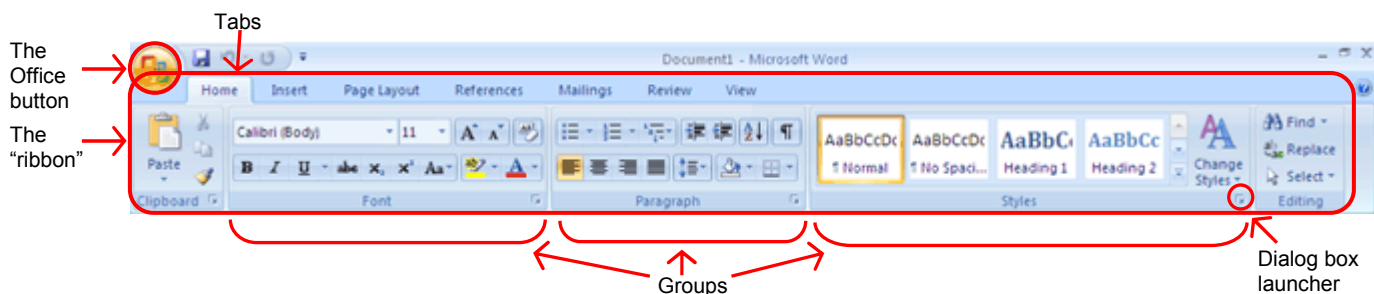 Tabs
The
Office
button
Document1 - Microsoft Word
Home Insert Page Layout References Mailings Review View
The
“ribbon”
Calibri (Body) 11 A A
AaBbCcDc AaBbCcDc AaBbC AaBbCc
Paste
B I U abc x, x² Aa A
¶ Normal ¶ No Spaci... Heading 1 Heading 2
Change
Styles
Find
Replace
Select
Clipboard Font Paragraph Styles Editing
Groups
Dialog box
launcher